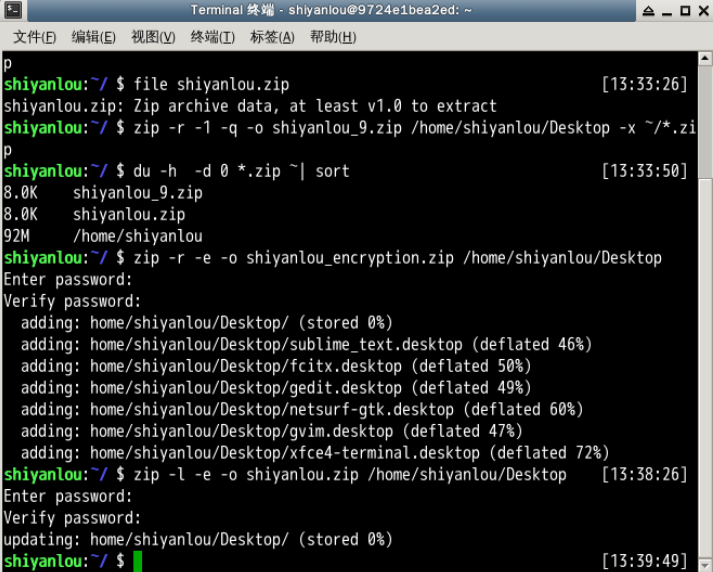 Terminal 终端 - shiyanlou@9724e1bea2ed: ~
文件(F) 编辑(E) 视图(V) 终端(T) 标签(A) 帮助(H)
p
shiyanlou:~/ $ file shiyanlou.zip [13:33:26]
shiyanlou.zip: Zip archive data, at least v1.0 to extract
shiyanlou:~/ $ zip -r -1 -q -o shiyanlou_9.zip /home/shiyanlou/Desktop -x ~/*.zi
p
shiyanlou:~/ $ du -h  -d 0 *.zip ~| sort [13:33:50]
8.0K    shiyanlou_9.zip
8.0K    shiyanlou.zip
92M     /home/shiyanlou
shiyanlou:~/ $ zip -r -e -o shiyanlou_encryption.zip /home/shiyanlou/Desktop
Enter password:
Verify password:
  adding: home/shiyanlou/Desktop/ (stored 0%)
  adding: home/shiyanlou/Desktop/sublime_text.desktop (deflated 46%)
  adding: home/shiyanlou/Desktop/fcitx.desktop (deflated 50%)
  adding: home/shiyanlou/Desktop/gedit.desktop (deflated 49%)
  adding: home/shiyanlou/Desktop/netsurf-gtk.desktop (deflated 60%)
  adding: home/shiyanlou/Desktop/gvim.desktop (deflated 47%)
  adding: home/shiyanlou/Desktop/xfce4-terminal.desktop (deflated 72%)
shiyanlou:~/ $ zip -l -e -o shiyanlou.zip /home/shiyanlou/Desktop [13:38:26]
Enter password:
Verify password:
updating: home/shiyanlou/Desktop/ (stored 0%)
shiyanlou:~/ $ [13:39:49]